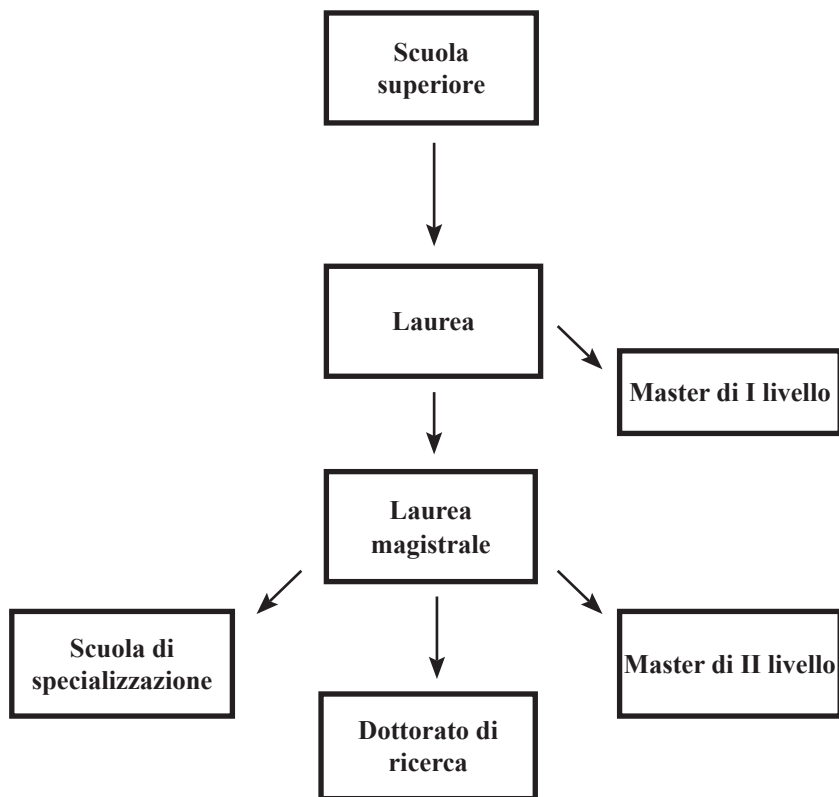 Scuola
superiore
Laurea
Master di I livello
Laurea
magistrale
Scuola di
specializzazione
Master di II livello
Dottorato di
ricerca